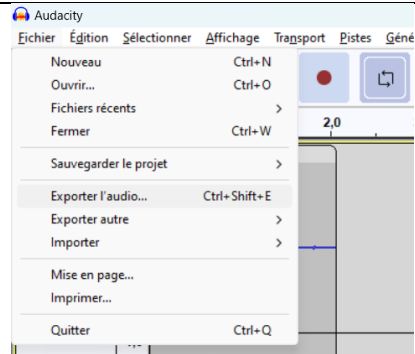 Audacity
Fichier Édition Sélectionner Affichage Transport Pistes Géné
Nouveau Ctrl+N
Ouvrir... Ctrl+O
Fichiers récents >
Fermer Ctrl+W
2,0
Sauvegarder le projet >
Exporter l'audio... Ctrl+Shift+E
Exporter autre >
Importer >
Mise en page...
Imprimer...
Quitter Ctrl+Q